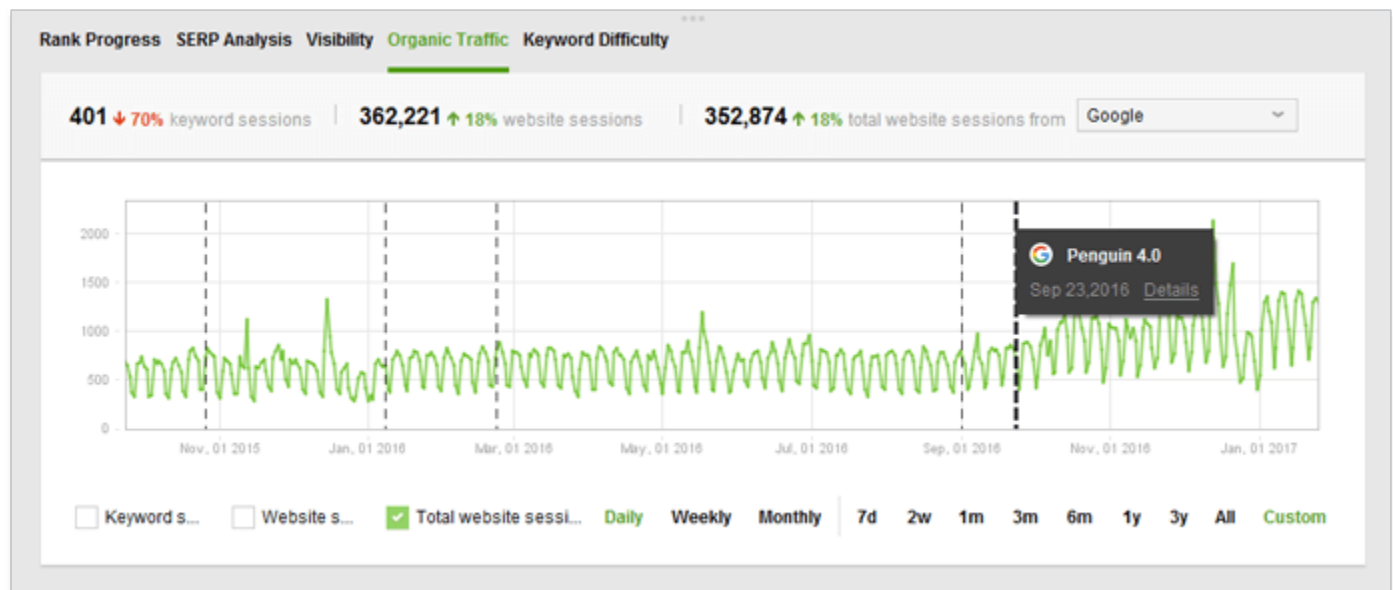 Rank Progress SERP Analysis Visibility Organic Traffic Keyword Difficulty
401 70% keyword sessions 362,221 18% website sessions 352,874 18% total website sessions from Google
2000
Penguin 4.0
Sep 23,2016 Details
1500
1000
500
0
Nov, 01 2015 Jan, 01 2016 Mar, 01 2016 May, 01 2016 Jul, 01 2016 Sep, 01 2016 Nov, 01 2016 Jan, 01 2017
Keyword s... Website s... Total website sessi... Daily Weekly Monthly 7d 2w 1m 3m 6m 1y 3y All Custom